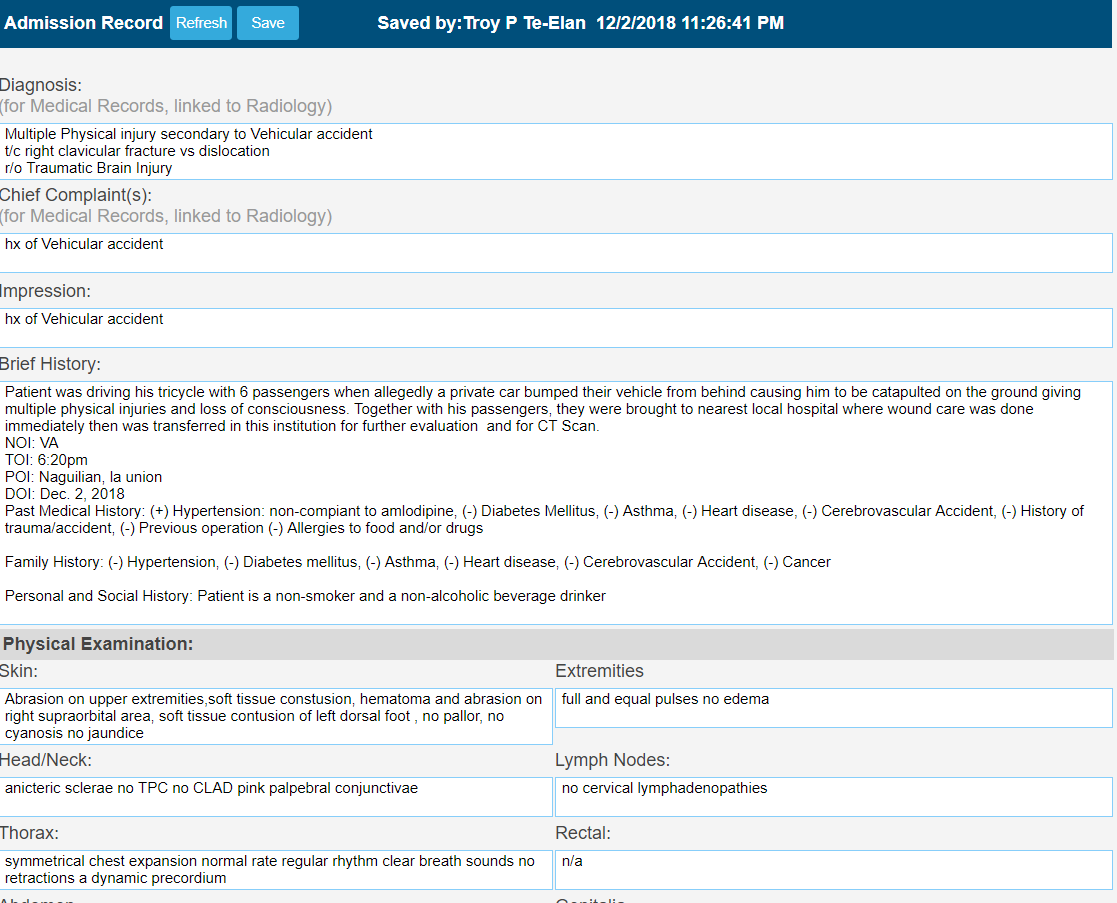 Admission Record Refresh Save Saved by:Troy P Te-Elan 12/2/2018 11:26:41 PM
Diagnosis:
(for Medical Records, linked to Radiology)
Multiple Physical injury secondary to Vehicular accident
t/c right clavicular fracture vs dislocation
r/o Traumatic Brain Injury
Chief Complaint(s):
(for Medical Records, linked to Radiology)
hx of Vehicular accident
Impression:
hx of Vehicular accident
Brief History:
Patient was driving his tricycle with 6 passengers when allegedly a private car bumped their vehicle from behind causing him to be catapulted on the ground giving
multiple physical injuries and loss of consciousness. Together with his passengers, they were brought to nearest local hospital where wound care was done
immediately then was transferred in this institution for further evaluation  and for CT Scan.
NOI: VA
TOI: 6:20pm
POI: Naguilian, la union
DOI: Dec. 2, 2018
Past Medical History: (+) Hypertension: non-compiant to amlodipine, (-) Diabetes Mellitus, (-) Asthma, (-) Heart disease, (-) Cerebrovascular Accident, (-) History of
trauma/accident, (-) Previous operation (-) Allergies to food and/or drugs
Family History: (-) Hypertension, (-) Diabetes mellitus, (-) Asthma, (-) Heart disease, (-) Cerebrovascular Accident, (-) Cancer
Personal and Social History: Patient is a non-smoker and a non-alcoholic beverage drinker
Physical Examination:
Skin:
Abrasion on upper extremities,soft tissue constusion, hematoma and abrasion on
right supraorbital area, soft tissue contusion of left dorsal foot , no pallor, no
cyanosis no jaundice
Extremities
full and equal pulses no edema
Head/Neck:
anicteric sclerae no TPC no CLAD pink palpebral conjunctivae
Lymph Nodes:
no cervical lymphadenopathies
Thorax:
symmetrical chest expansion normal rate regular rhythm clear breath sounds no
retractions a dynamic precordium
Rectal:
n/a